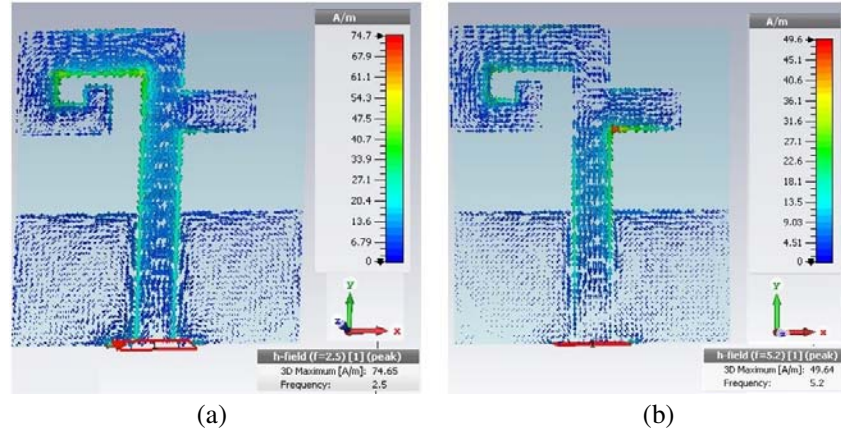 A/m
74.7
67.9
54.3
47.5
40.7
33.9
27.1
20.4
13.6
6.79
0
Y
z
x
1
h-field (f=2.5) [1] (peak)
3D Maximum [A/m]: 74.65
Frequency: 2.5
(a)
A/m
49.6
45.1
40.6
36.1
31.6
27.1
22.6
18
13.5
9.03
4.51
0
Y
x
1
h-field (f=5.2) [1] (peak)
3D Maximum [A/m]: 49.64
Frequency: 5.2
(b)